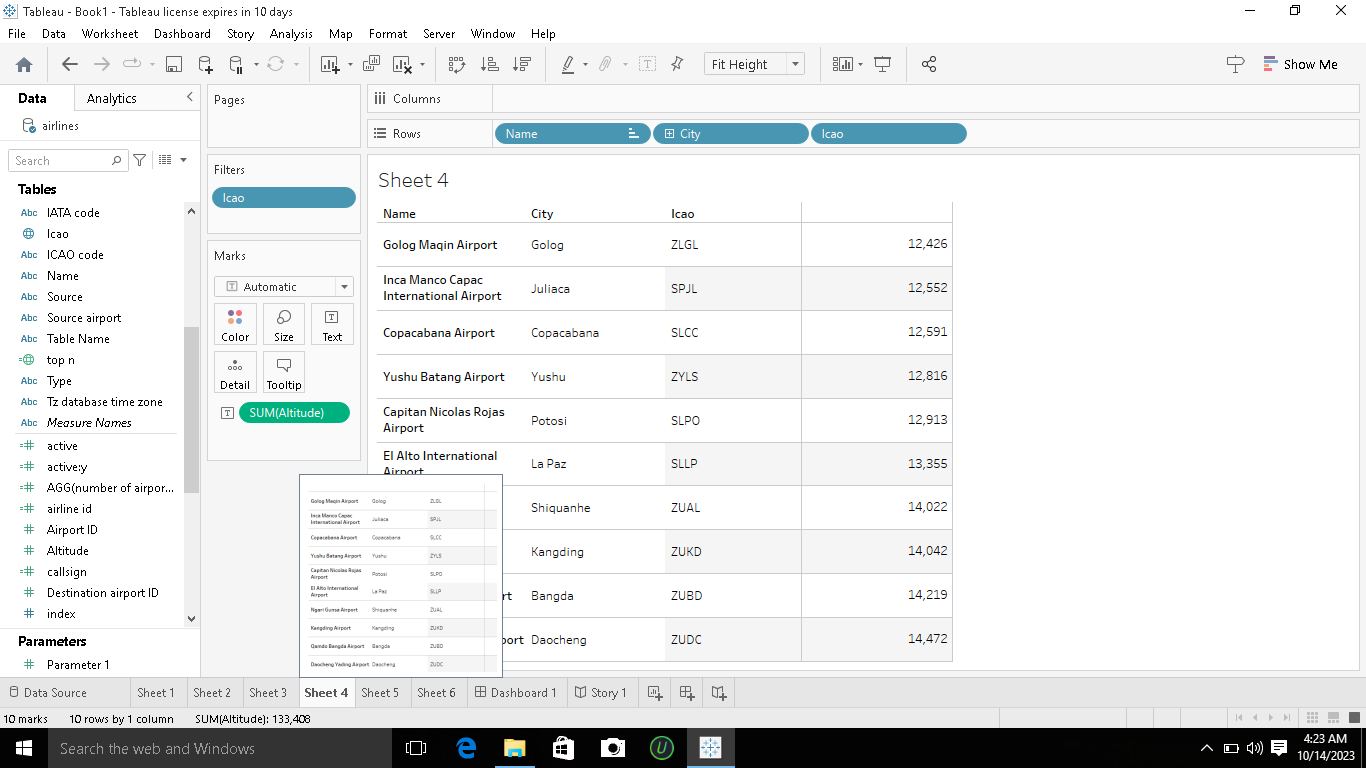 Tableau - Book1 - Tableau license expires in 10 days
File Data Worksheet Dashboard Story Analysis Map Format Server Window Help
Fit Height
Show Me
Data Analytics
airlines
Search
Tables
Abc IATA code
Icao
Abc ICAO code
Abc Name
Abc Source
Abc Source airport
Abc Table Name
top n
Abc Type
Abc Tz database time zone
Abc Measure Names
active
active:y
AGG(number of airpor...
airline id
Airport ID
Altitude
callsign
Destination airport ID
index
Parameters
Parameter 1
Pages
Filters
Icao
Marks
Automatic
Color Size Text
Detail Tooltip
SUM(Altitude)
Columns
Rows Name City Icao
Sheet 4
Name City Icao
Golog Maqin Airport Golog ZLGL 12,426
Inca Manco Capac
International Airport Juliaca SPJL 12,552
Copacabana Airport Copacabana SLCC 12,591
Yushu Batang Airport Yushu ZYLS 12,816
Capitan Nicolas Rojas
Airport Potosi SLPO 12,913
El Alto International
Airport La Paz SLLP 13,355
Shiquanhe ZUAL 14,022
Kangding ZUKD 14,042
rt Bangda ZUBD 14,219
port Daocheng ZUDC 14,472
Golog Maqin Airport Golog ZLGL
Inca Manco Capac
International Airport Juliaca SPJL
Copacabana Airport Copacabana SLCC
Yushu Batang Airport Yushu ZYLS
Capitan Nicolas Rojas
Airport Potosi SLPO
El Alto International
Airport La Paz SLLP
Ngari Gunsa Airport Shiquanhe ZUAL
Kangding Airport Kangding ZUKD
Qamdo Bangda Airport Bangda ZUBD
Daocheng Yading Airport Daocheng ZUDC
Data Source Sheet 1 Sheet 2 Sheet 3 Sheet 4 Sheet 5 Sheet 6 Dashboard 1 Story 1
10 marks 10 rows by 1 column SUM(Altitude): 133,408
Search the web and Windows
4:23 AM
10/14/2023